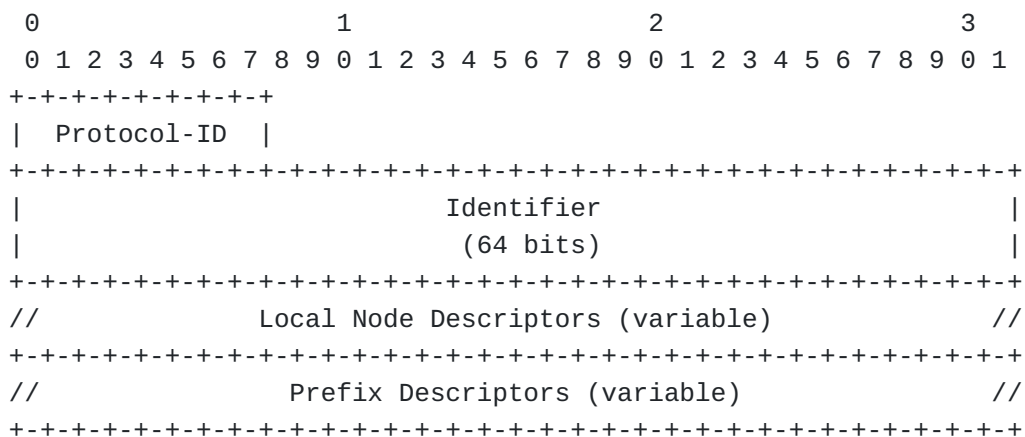 0                   1                   2                   3
 0 1 2 3 4 5 6 7 8 9 0 1 2 3 4 5 6 7 8 9 0 1 2 3 4 5 6 7 8 9 0 1
+-+-+-+-+-+-+-+-+
|  Protocol-ID  |
+-+-+-+-+-+-+-+-+-+-+-+-+-+-+-+-+-+-+-+-+-+-+-+-+-+-+-+-+-+-+-+-+
|                           Identifier                          |
|                            (64 bits)                          |
+-+-+-+-+-+-+-+-+-+-+-+-+-+-+-+-+-+-+-+-+-+-+-+-+-+-+-+-+-+-+-+-+
//              Local Node Descriptors (variable)              //
+-+-+-+-+-+-+-+-+-+-+-+-+-+-+-+-+-+-+-+-+-+-+-+-+-+-+-+-+-+-+-+-+
//                Prefix Descriptors (variable)                //
+-+-+-+-+-+-+-+-+-+-+-+-+-+-+-+-+-+-+-+-+-+-+-+-+-+-+-+-+-+-+-+-+